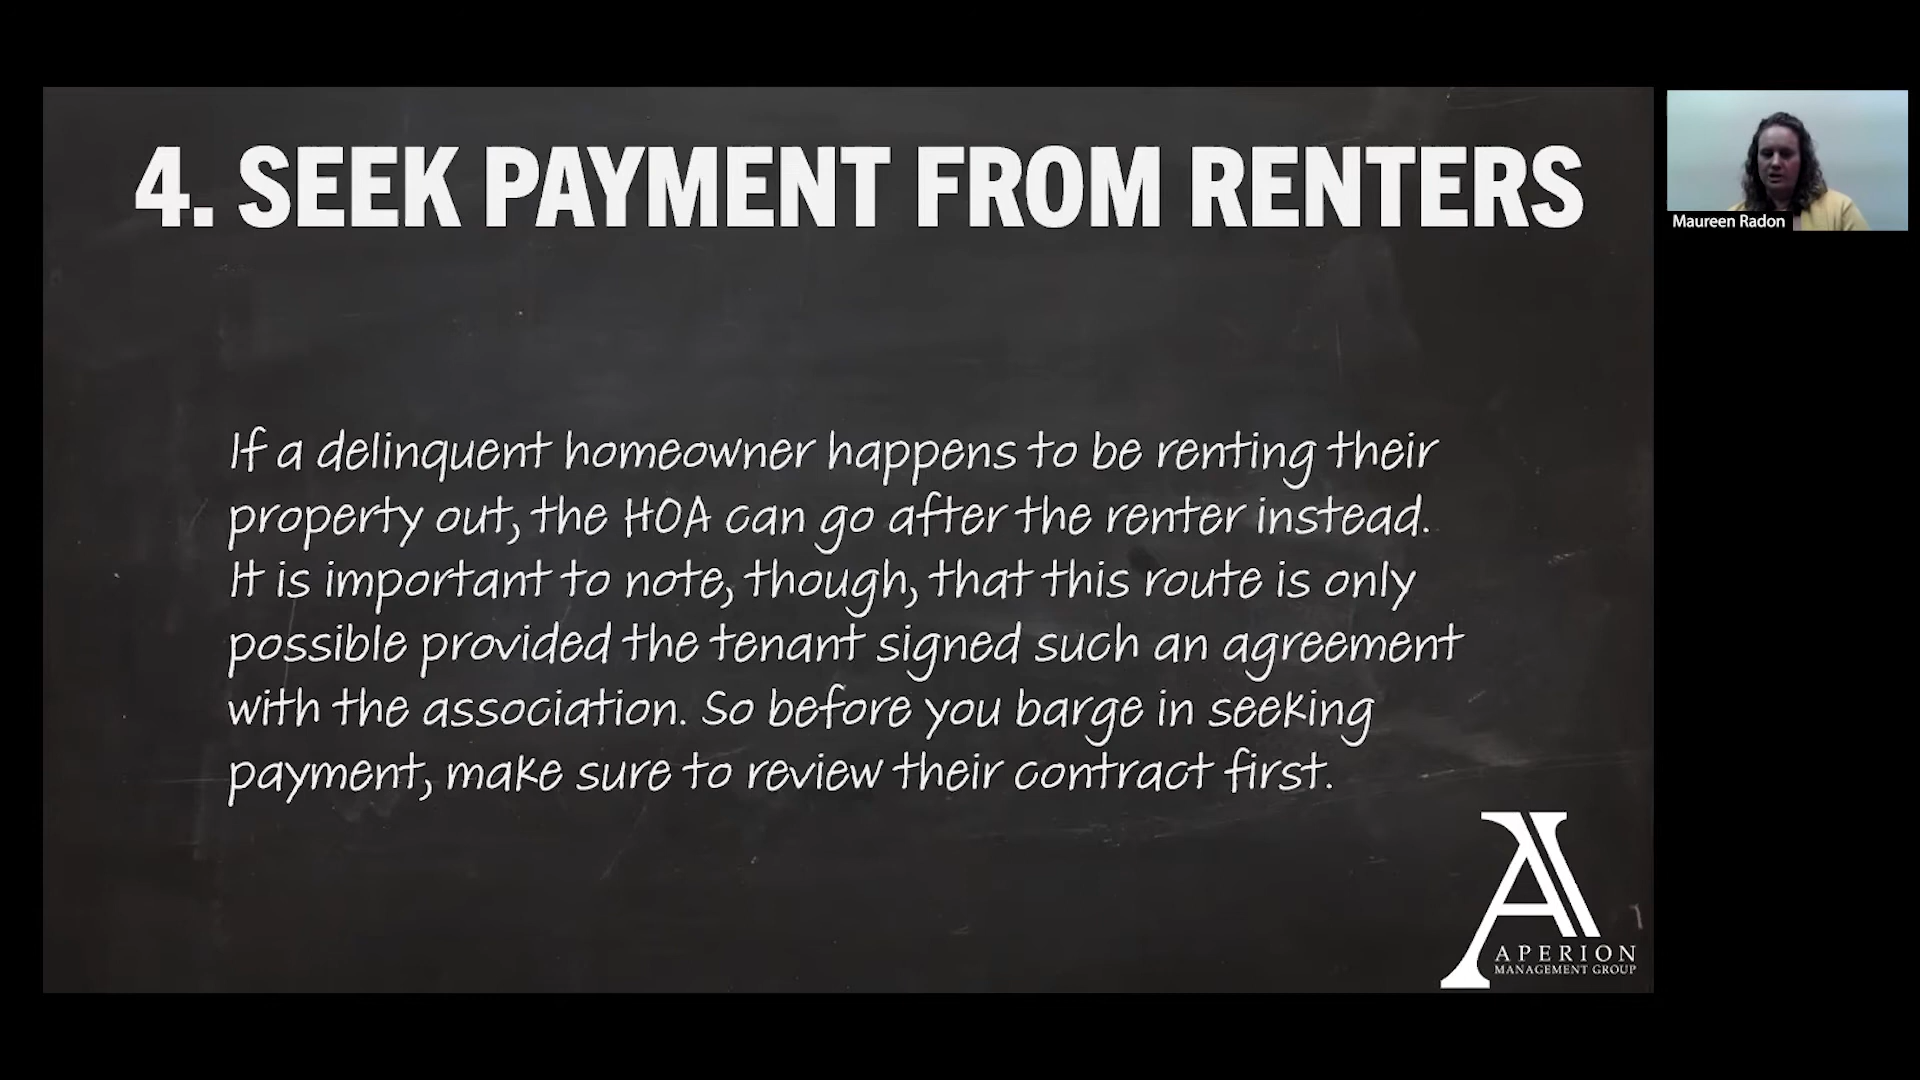 4. SEEK PAYMENT FROM RENTERS
Maureen Radon
If a delinquent homeowner happens to be renting their
property out, the HOA can go after the renter instead.
It is important to note, though, that this route is only
possible provided the tenant signed such an agreement
with the association. So before you barge in seeking
payment, make sure to review their contract first.
APERION
MANAGEMENT GROUP